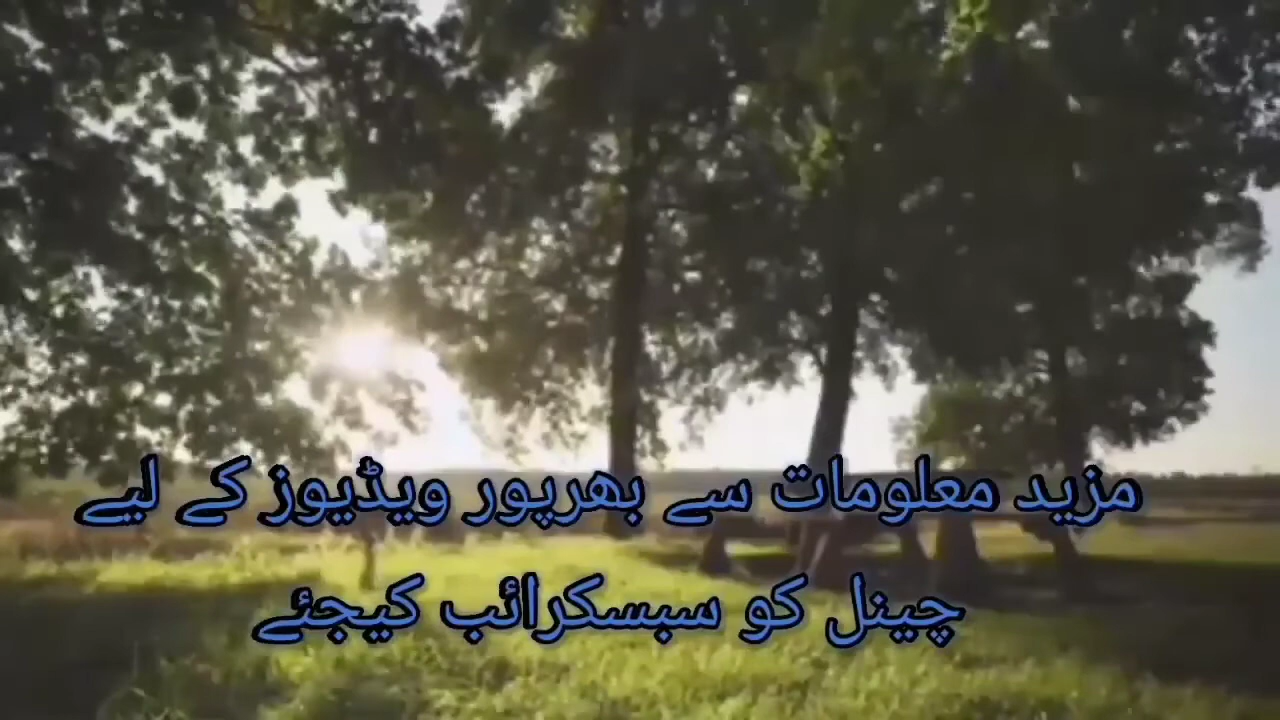 مزید معلومات سے بھرپور ویڈیوز کے لیے
چینل کو سبسکرائب کیجئے